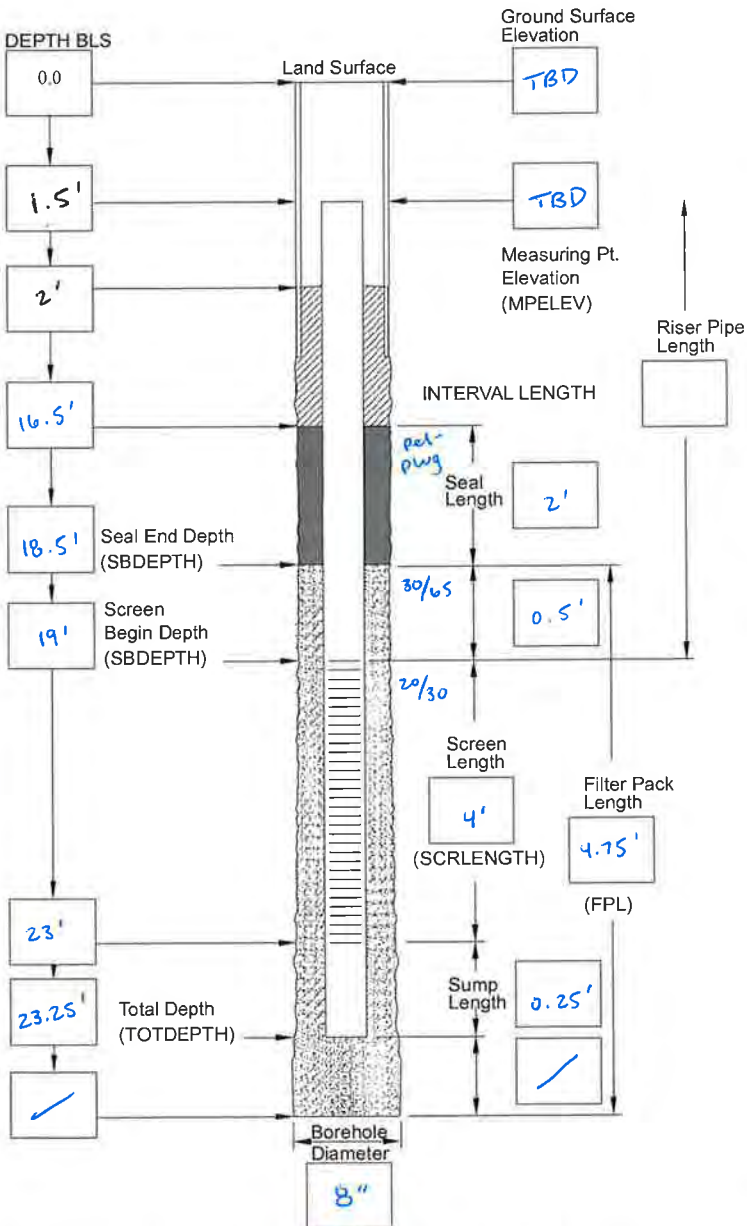 Ground Surface
Elevation
DEPTH BLS
0.0
Land Surface
TBD
1.5'
TBD
2'
Measuring Pt.
Elevation
(MPELEV)
Riser Pipe
Length
INTERVAL LENGTH
16.5'
pel-
plug
Seal
Length
2'
18.5'
Seal End Depth
(SBDEPTH)
30/65
0.5'
19'
Screen
Begin Depth
(SBDEPTH)
20/30
Screen
Length
4'
(SCRLENGTH)
Filter Pack
Length
4.75'
(FPL)
23'
Sump
Length
0.25'
23.25'
Total Depth
(TOTDEPTH)
Borehole
Diameter
8"